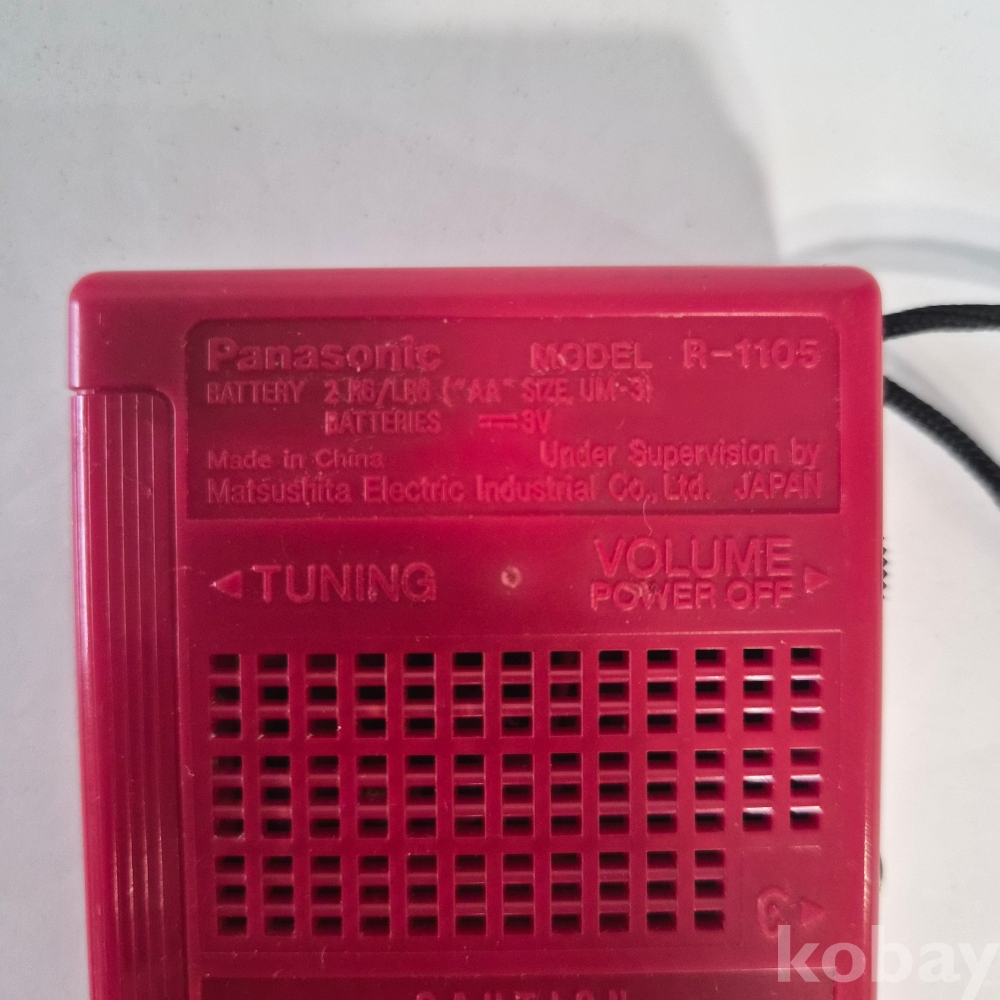 Panasonic MODEL R-1105
BATTERY 2 R6/LR6 ("AA" SIZE, UM-3)
BATTERIES ⎓3V
Made in China Under Supervision by
Matsushita Electric Industrial Co., Ltd. JAPAN
◀ TUNING VOLUME ▶
POWER OFF
CAUTION
kobay